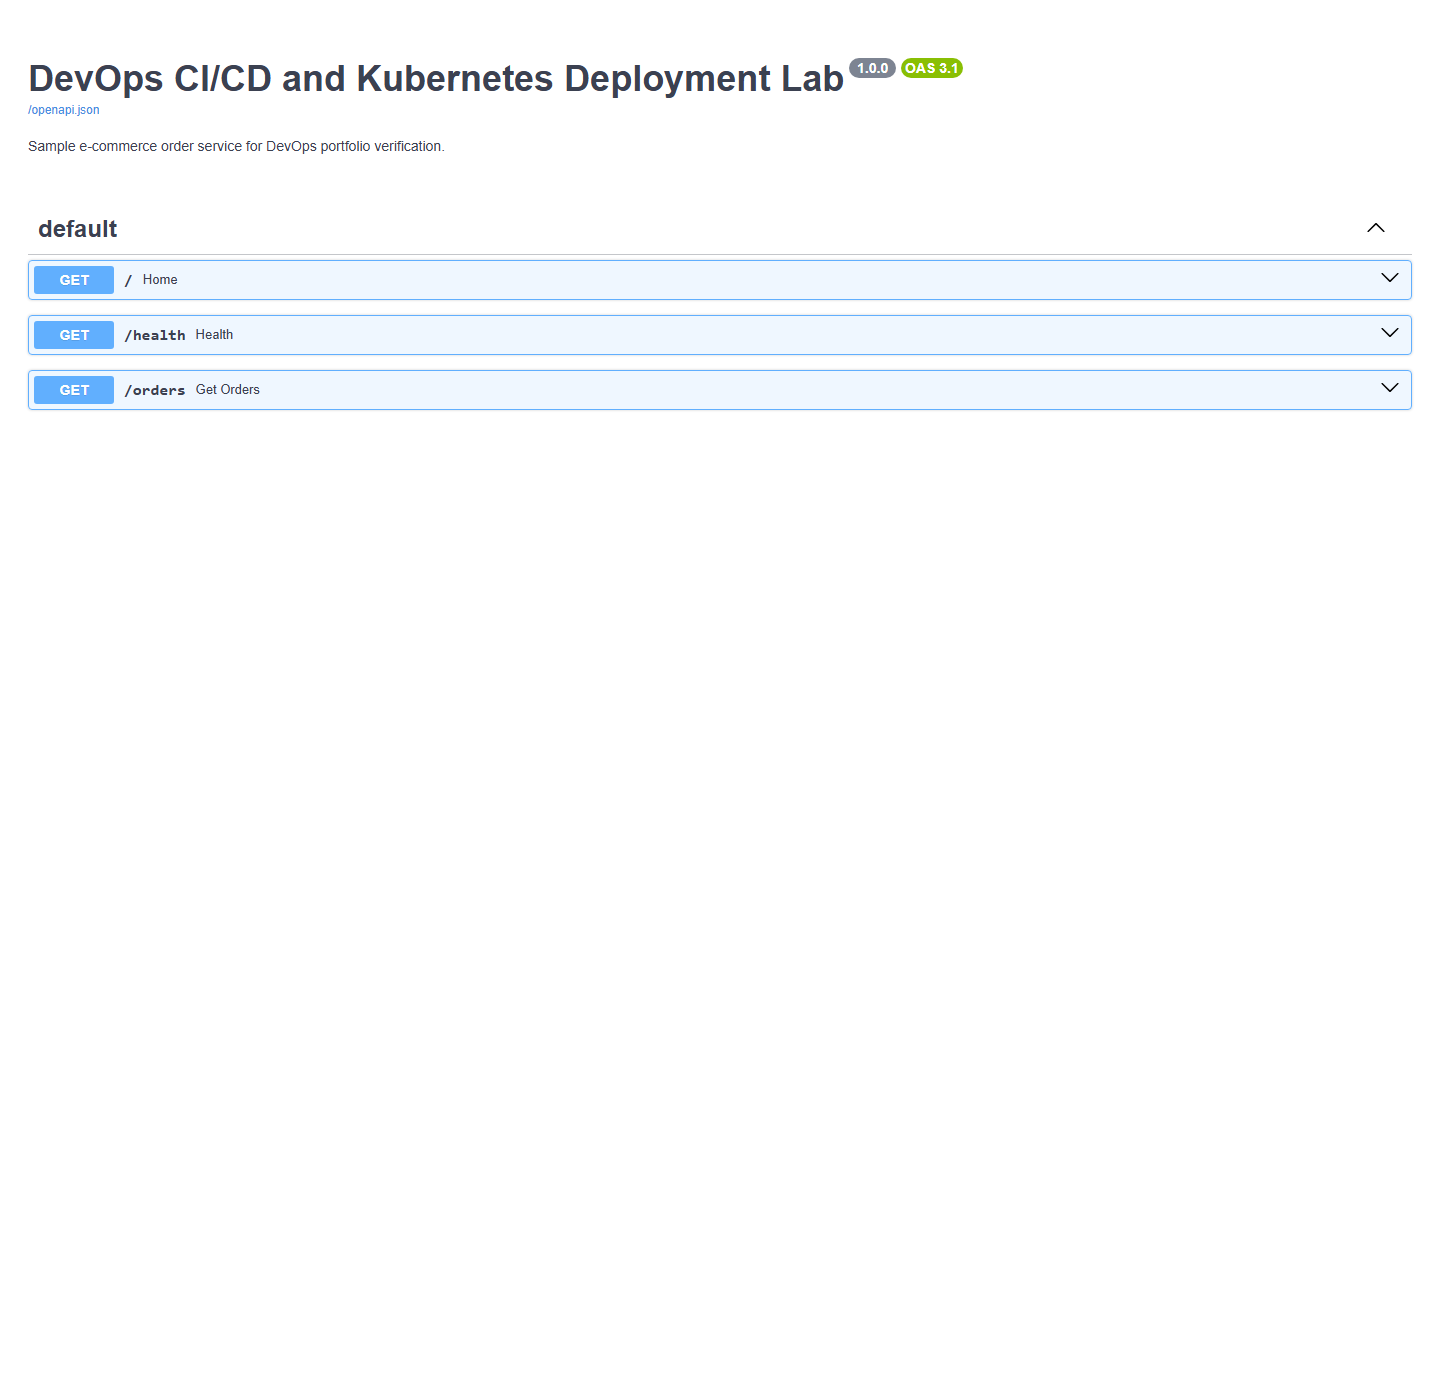 DevOps CI/CD and Kubernetes Deployment Lab 1.0.0 OAS 3.1
/openapi.json
Sample e-commerce order service for DevOps portfolio verification.
default
GET / Home
GET /health Health
GET /orders Get Orders